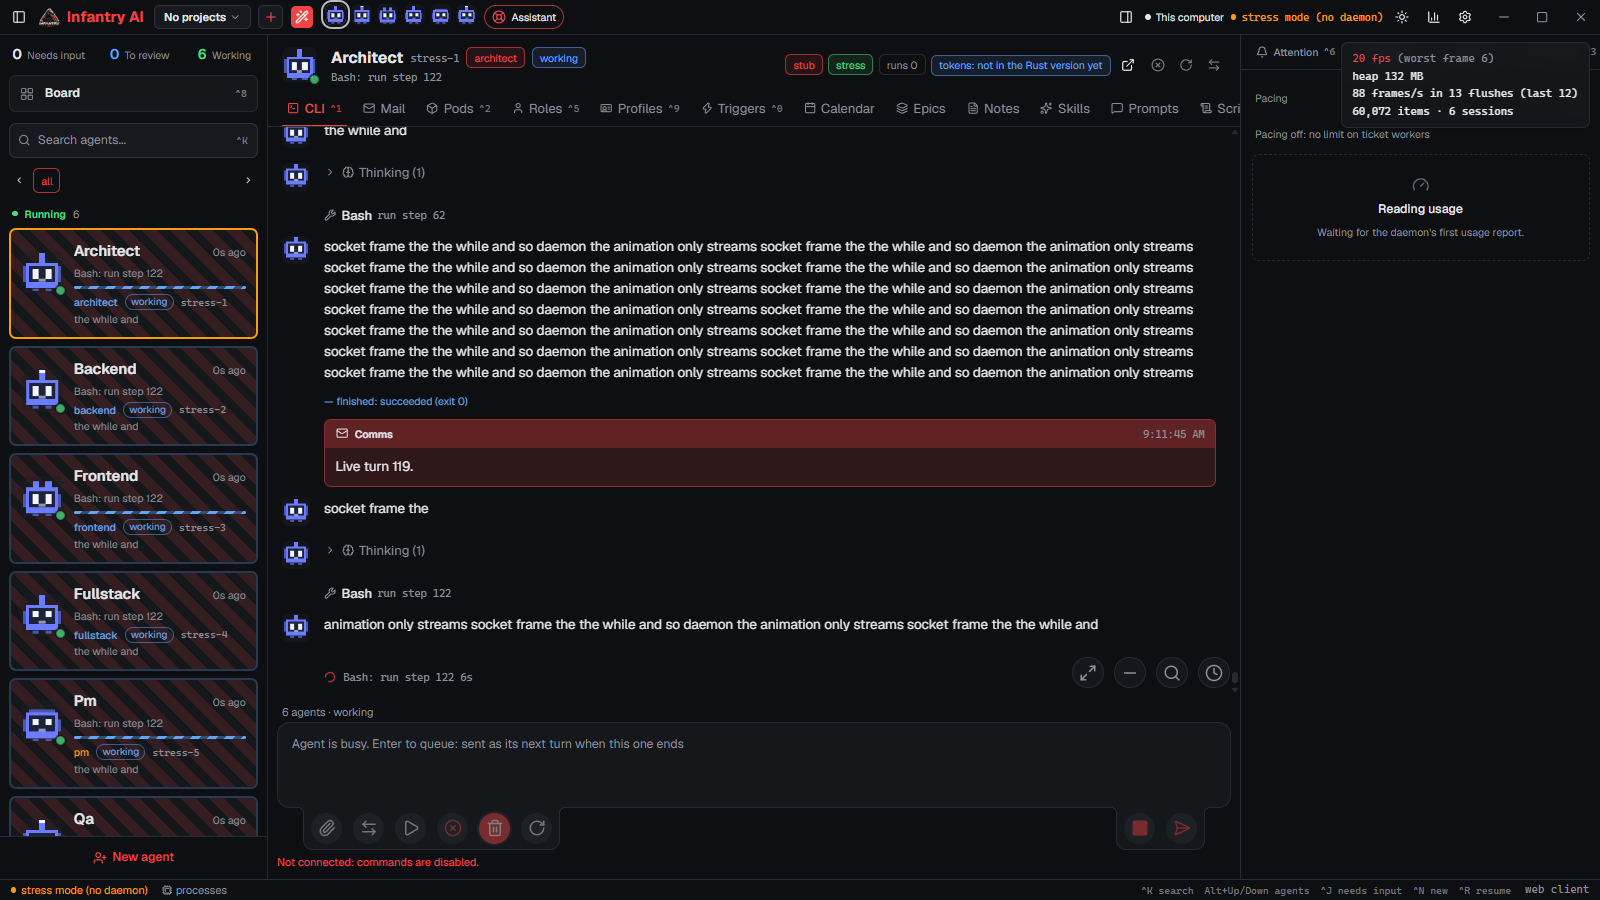 Infantry AI
No projects
Assistant
This computer
stress mode (no daemon)
0 Needs input
0 To review
6 Working
Board ^8
Search agents… ^K
all
Running 6
Architect 0s ago
Bash: run step 122
architect working stress-1
the while and
Backend 0s ago
Bash: run step 122
backend working stress-2
the while and
Frontend 0s ago
Bash: run step 122
frontend working stress-3
the while and
Fullstack 0s ago
Bash: run step 122
fullstack working stress-4
the while and
Pm 0s ago
Bash: run step 122
pm working stress-5
the while and
Qa 0s ago
New agent
Architect stress-1 architect working
Bash: run step 122
stub stress runs 0 tokens: not in the Rust version yet
CLI ^1 Mail Pods ^2 Roles ^5 Profiles ^9 Triggers ^0 Calendar Epics Notes Skills Prompts Scri
the while and
Thinking (1)
Bash run step 62
socket frame the the while and so daemon the animation only streams socket frame the the while and so daemon the animation only streams
socket frame the the while and so daemon the animation only streams socket frame the the while and so daemon the animation only streams
socket frame the the while and so daemon the animation only streams socket frame the the while and so daemon the animation only streams
socket frame the the while and so daemon the animation only streams socket frame the the while and so daemon the animation only streams
socket frame the the while and so daemon the animation only streams socket frame the the while and so daemon the animation only streams
socket frame the the while and so daemon the animation only streams socket frame the the while and so daemon the animation only streams
socket frame the the while and so daemon the animation only streams socket frame the the while and so daemon the animation only streams
— finished: succeeded (exit 0)
Comms 9:11:45 AM
Live turn 119.
socket frame the
Thinking (1)
Bash run step 122
animation only streams socket frame the the while and so daemon the animation only streams socket frame the the while and
Bash: run step 122 6s
6 agents · working
Agent is busy. Enter to queue: sent as its next turn when this one ends
Not connected: commands are disabled.
Attention ^6
3
20 fps (worst frame 6)
heap 132 MB
88 frames/s in 13 flushes (last 12)
60,072 items · 6 sessions
Pacing
Pacing off: no limit on ticket workers
Reading usage
Waiting for the daemon's first usage report.
stress mode (no daemon) processes
^K search Alt+Up/Down agents ^J needs input ^N new ^R resume web client